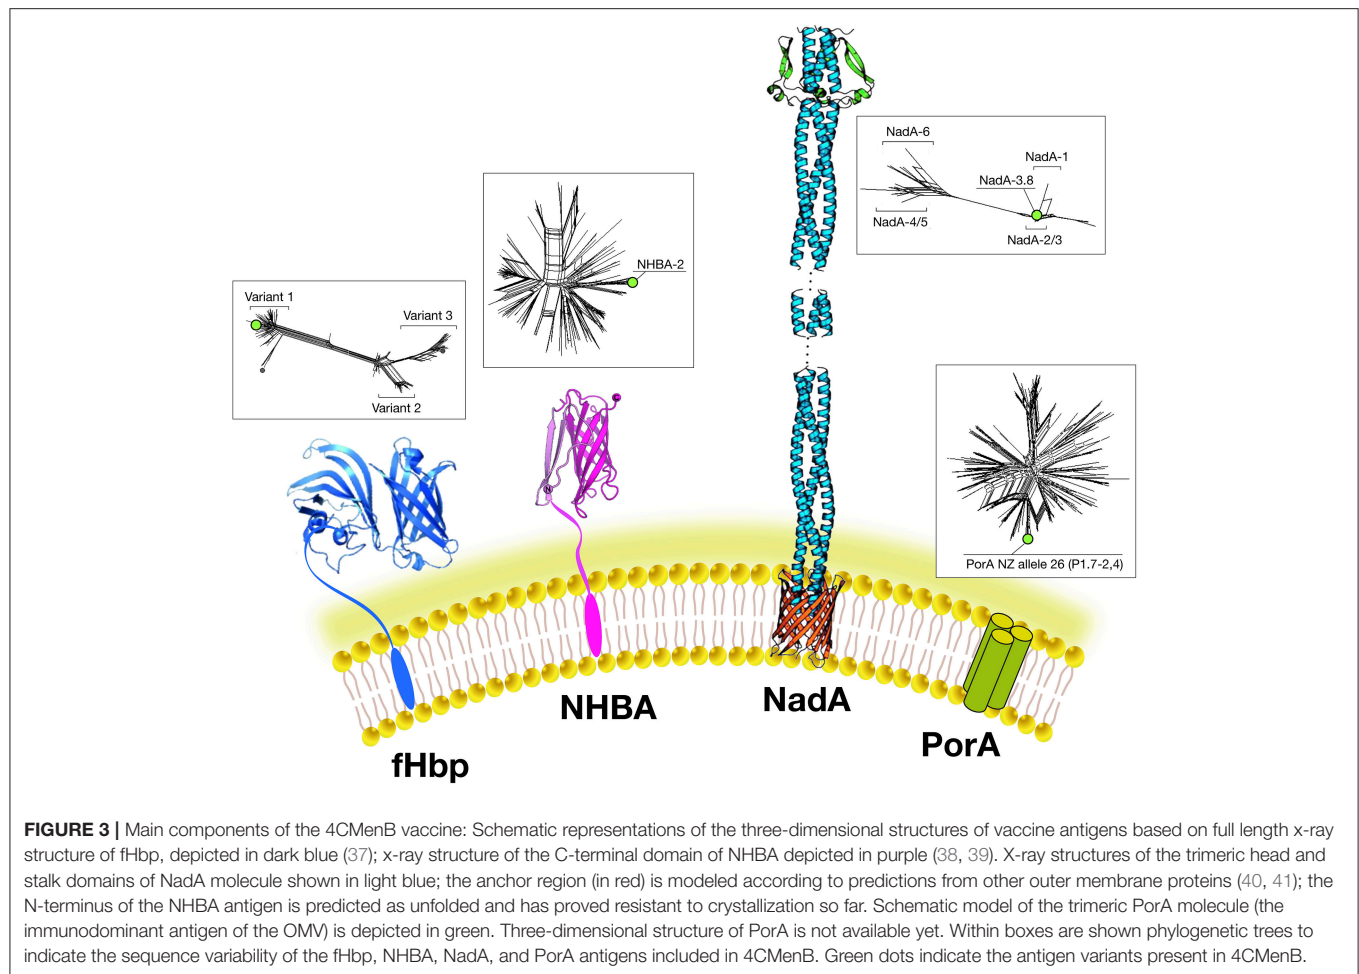 NadA-6
NadA-1
NadA-3.8
NadA-4/5
NadA-2/3
NHBA-2
Variant 1
Variant 3
Variant 2
N
PorA NZ allele 26 (P1.7-2,4)
fHbp
NHBA
NadA
PorA
FIGURE 3 | Main components of the 4CMenB vaccine: Schematic representations of the three-dimensional structures of vaccine antigens based on full length x-ray
structure of fHbp, depicted in dark blue (37); x-ray structure of the C-terminal domain of NHBA depicted in purple (38, 39). X-ray structures of the trimeric head and
stalk domains of NadA molecule shown in light blue; the anchor region (in red) is modeled according to predictions from other outer membrane proteins (40, 41); the
N-terminus of the NHBA antigen is predicted as unfolded and has proved resistant to crystallization so far. Schematic model of the trimeric PorA molecule (the
immunodominant antigen of the OMV) is depicted in green. Three-dimensional structure of PorA is not available yet. Within boxes are shown phylogenetic trees to
indicate the sequence variability of the fHbp, NHBA, NadA, and PorA antigens included in 4CMenB. Green dots indicate the antigen variants present in 4CMenB.